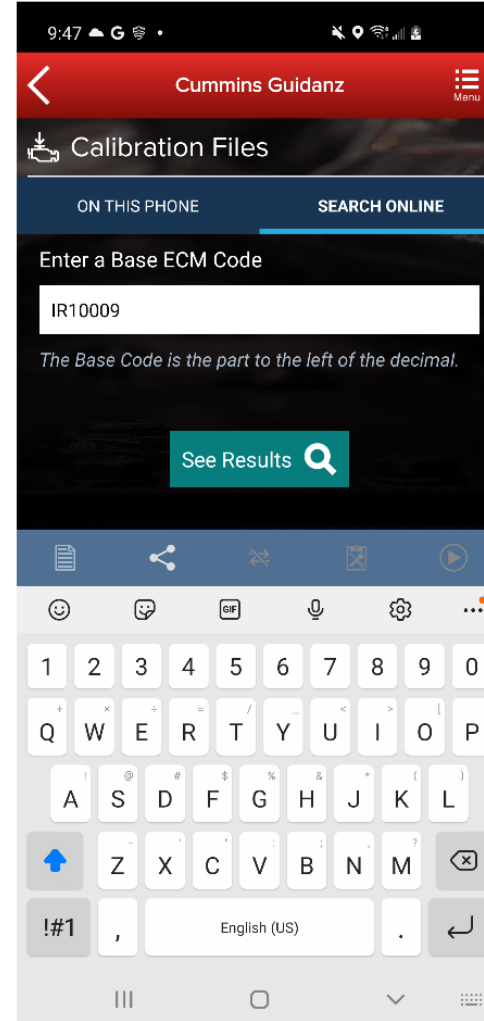 9:47 G
Cummins Guidanz
Menu
Calibration Files
ON THIS PHONE SEARCH ONLINE
Enter a Base ECM Code
IR10009
The Base Code is the part to the left of the decimal.
See Results
GIF
1 2 3 4 5 6 7 8 9 0
+ × ÷ = / _ < > [
Q W E R T Y U I O P
! @ # $ % & * ( )
A S D F G H J K L
- ' " : ; , ?
Z X C V B N M
!#1 , English (US) .